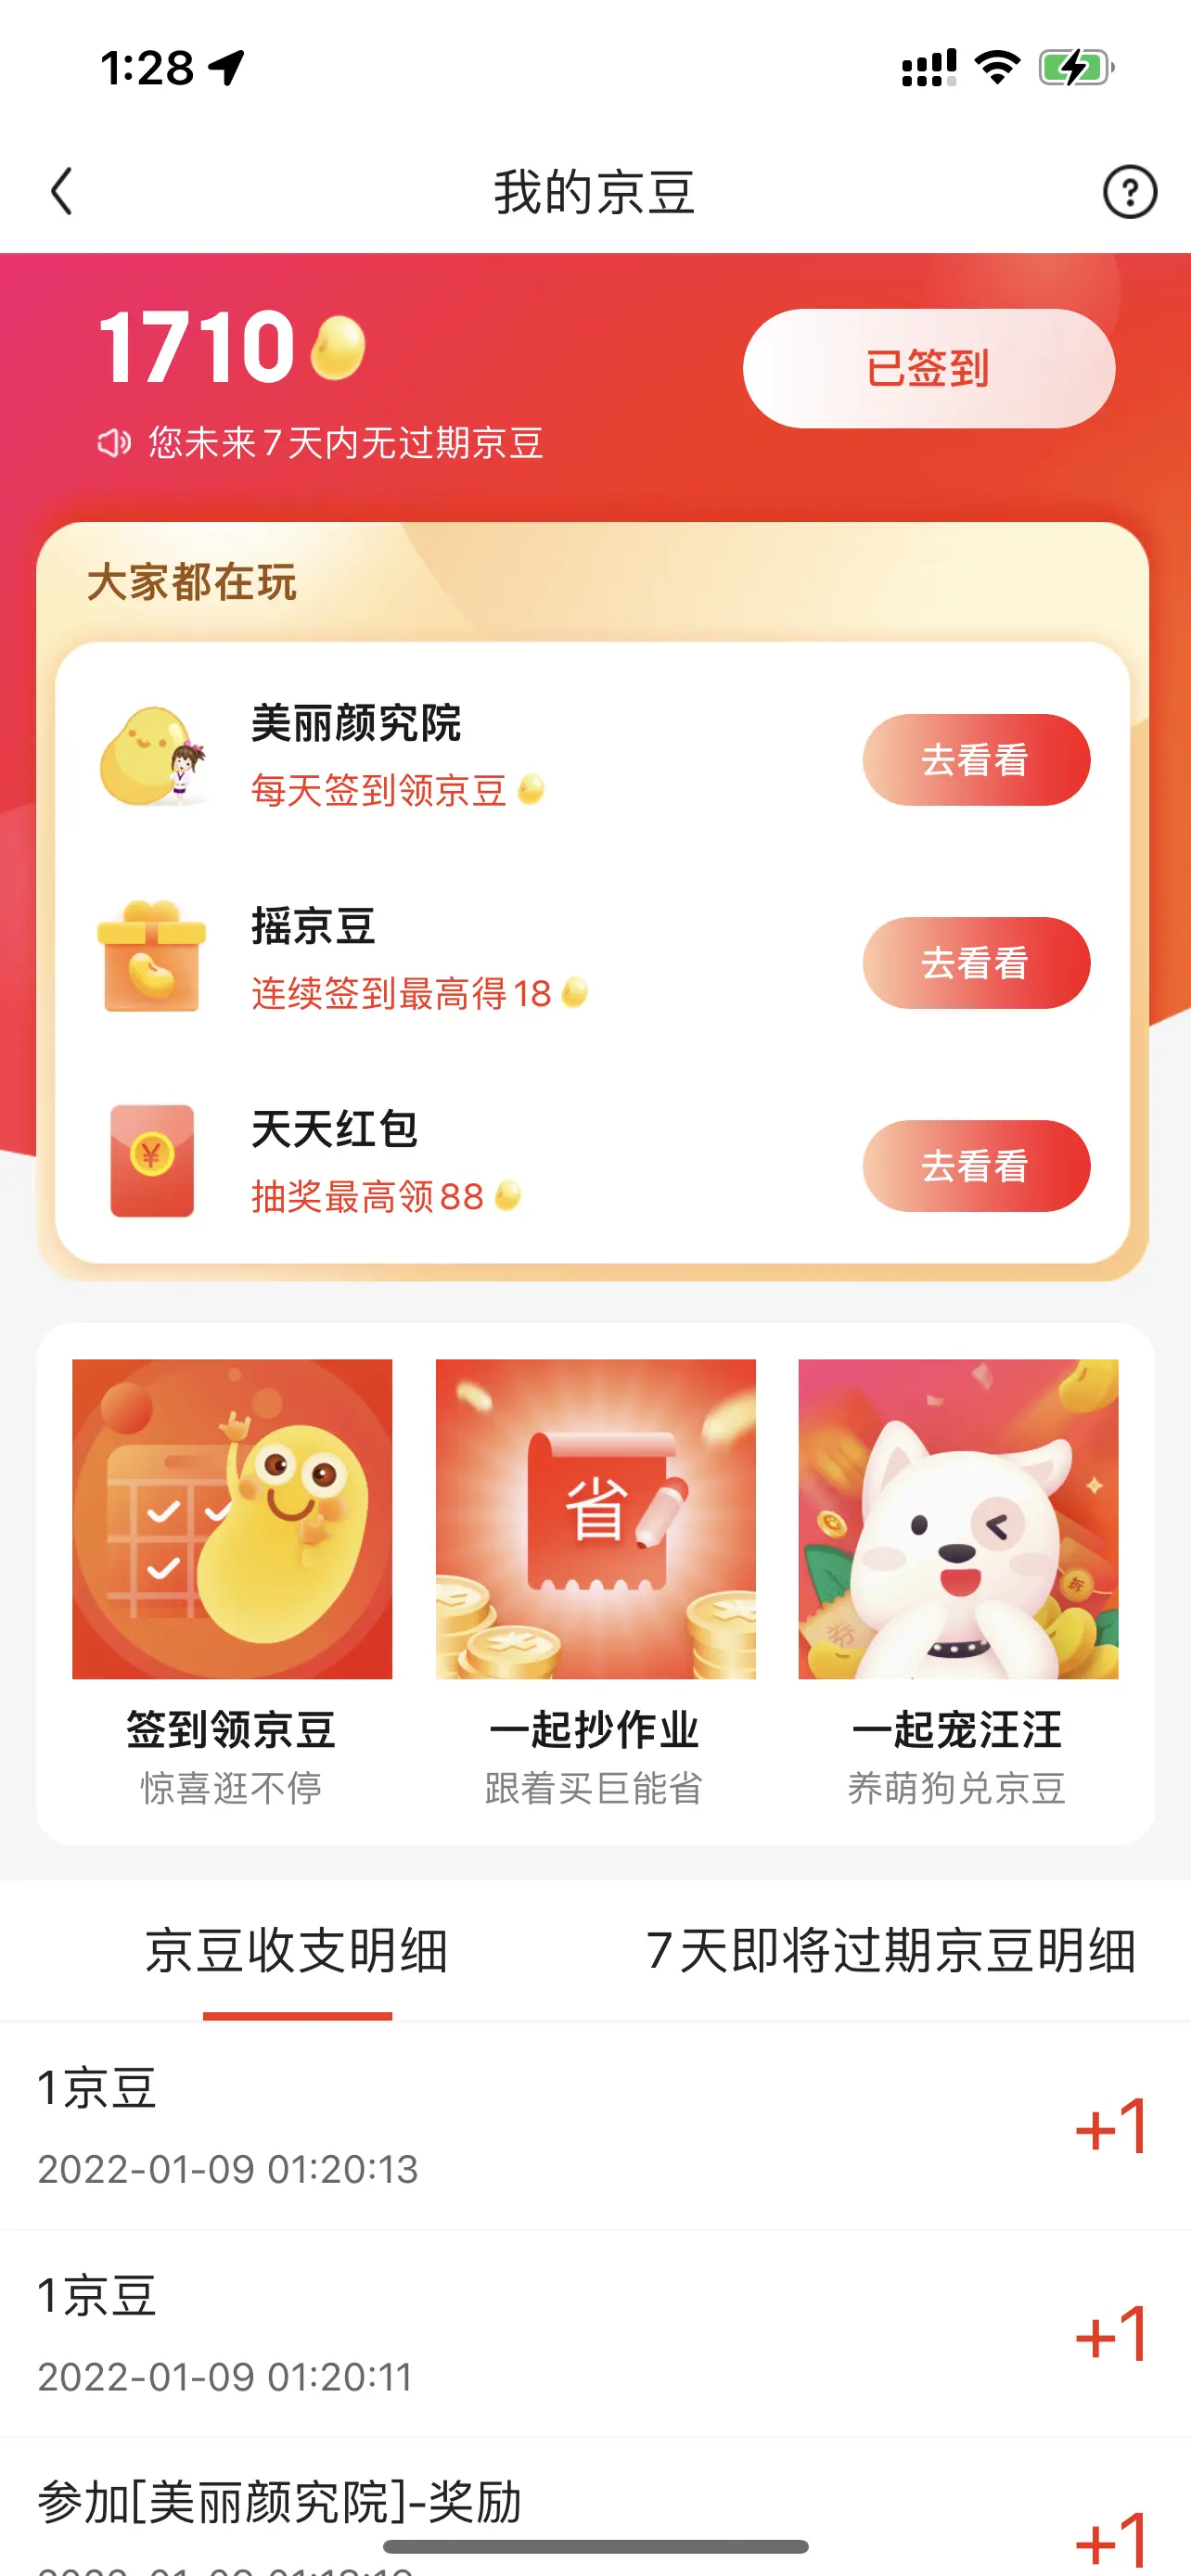 1:28
我的京豆
1710
已签到
您未来7天内无过期京豆
大家都在玩
美丽颜究院
每天签到领京豆
去看看
摇京豆
连续签到最高得18
去看看
天天红包
抽奖最高领88
去看看
省
拆
券
签到领京豆
惊喜逛不停
一起抄作业
跟着买巨能省
一起宠汪汪
养萌狗兑京豆
京豆收支明细
7天即将过期京豆明细
1京豆
+1
2022-01-09 01:20:13
1京豆
+1
2022-01-09 01:20:11
参加[美丽颜究院]-奖励
+1